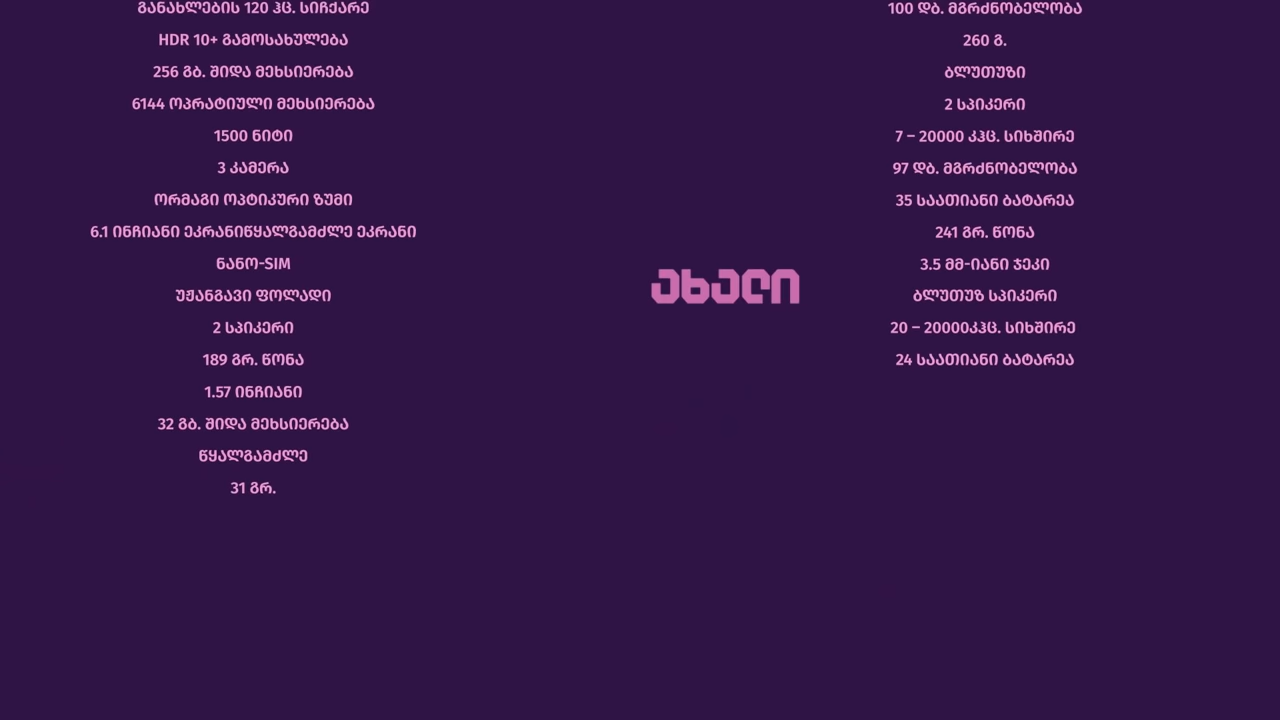 განახლების 120 ჰც. სიჩქარე
HDR 10+ გამოსახულება
256 გბ. შიდა მეხსიერება
6144 ოპრატიული მეხსიერება
1500 ნიტი
3 კამერა
ორმაგი ოპტიკური ზუმი
6.1 ინჩიანი ეკრანიწყალგამძლე ეკრანი
ნანო-SIM
უჟანგავი ფოლადი
2 სპიკერი
189 გრ. წონა
1.57 ინჩიანი
32 გბ. შიდა მეხსიერება
წყალგამძლე
31 გრ.
ახალი
100 დბ. მგრძნობელობა
260 გ.
ბლუთუზი
2 სპიკერი
7 – 20000 კჰც. სიხშირე
97 დბ. მგრძნობელობა
35 საათიანი ბატარეა
241 გრ. წონა
3.5 მმ-იანი ჯეკი
ბლუთუზ სპიკერი
20 – 20000კჰც. სიხშირე
24 საათიანი ბატარეა